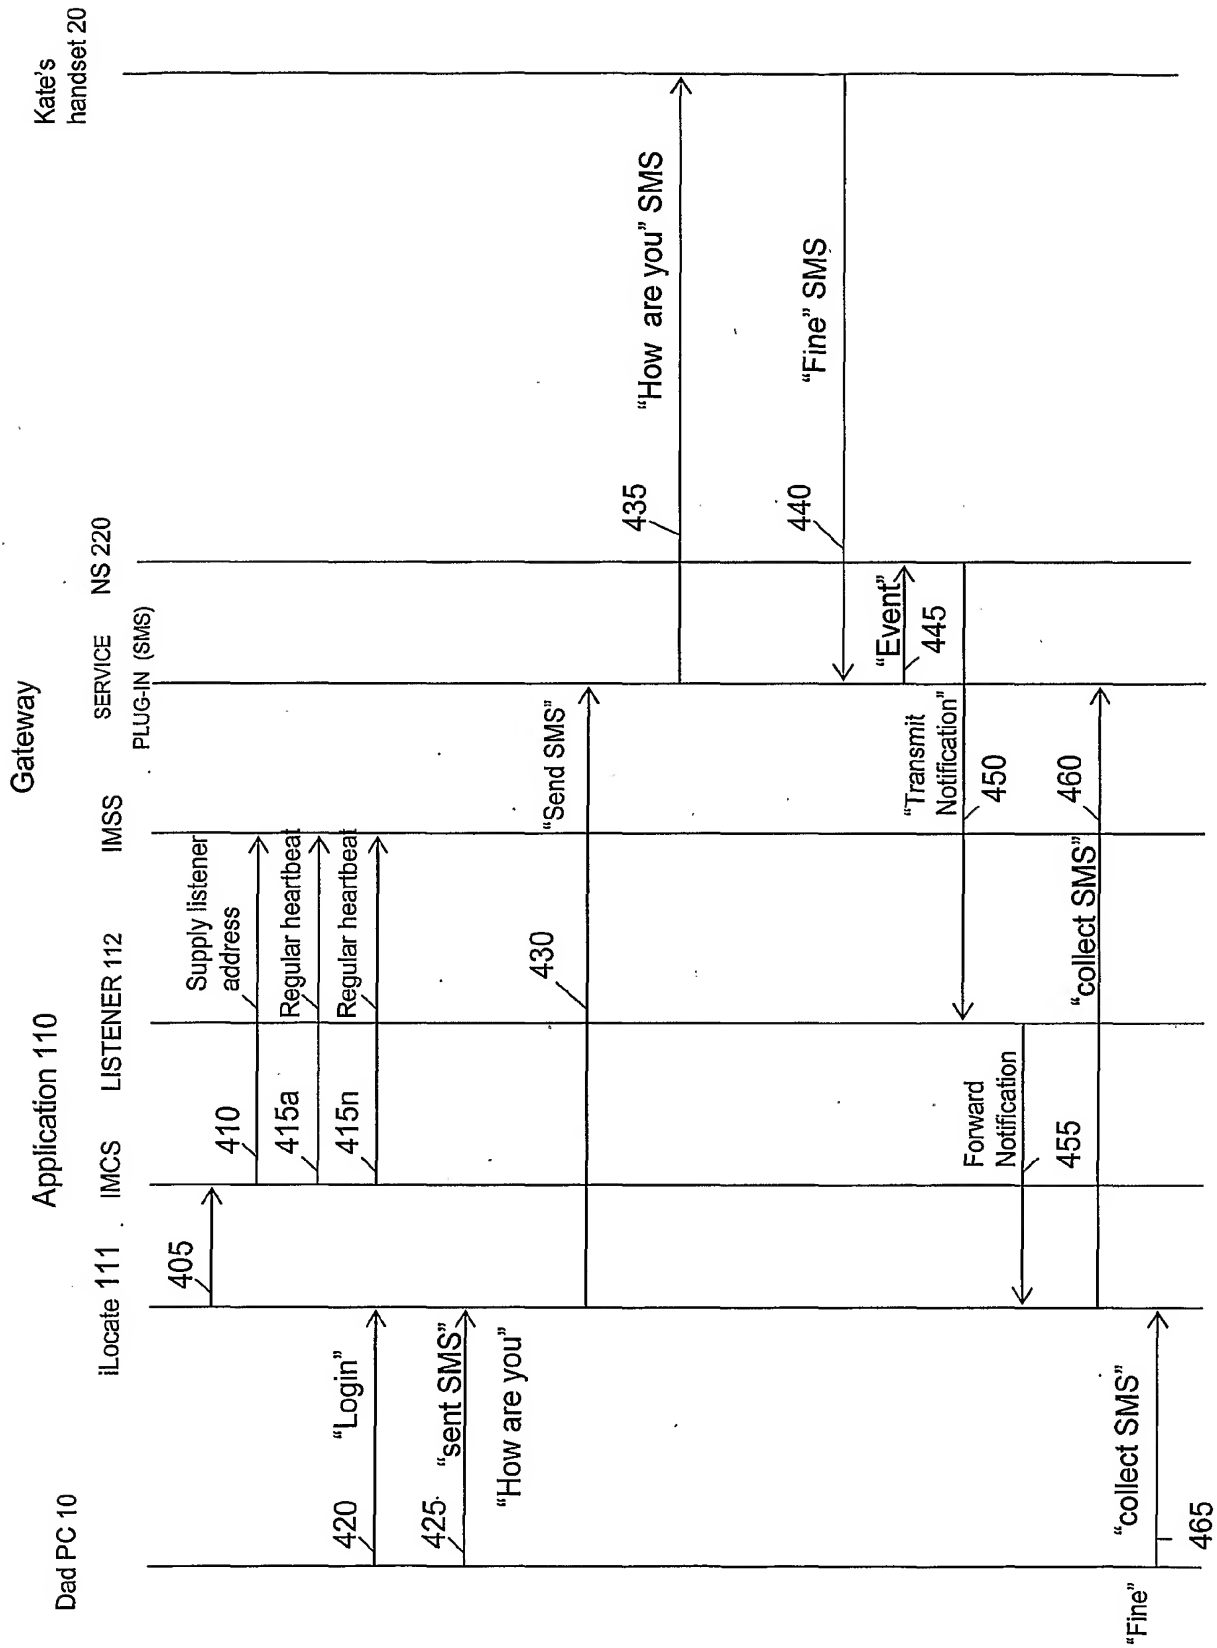 Dad PC 10
Application 110
iLocate 111
IMCS
LISTENER 112
Gateway
IMSS
SERVICE
PLUG-IN (SMS)
NS 220
Kate's
handset 20
405
410
Supply listener
address
415a
Regular heartbeat
415n
Regular heartbeat
420
"Login"
425
"sent SMS"
"How are you"
430
"Send SMS"
435
"How are you" SMS
440
"Fine" SMS
"Event"
445
"Transmit
Notification"
450
Forward
Notification
455
"collect SMS"
460
"collect SMS"
465
"Fine"